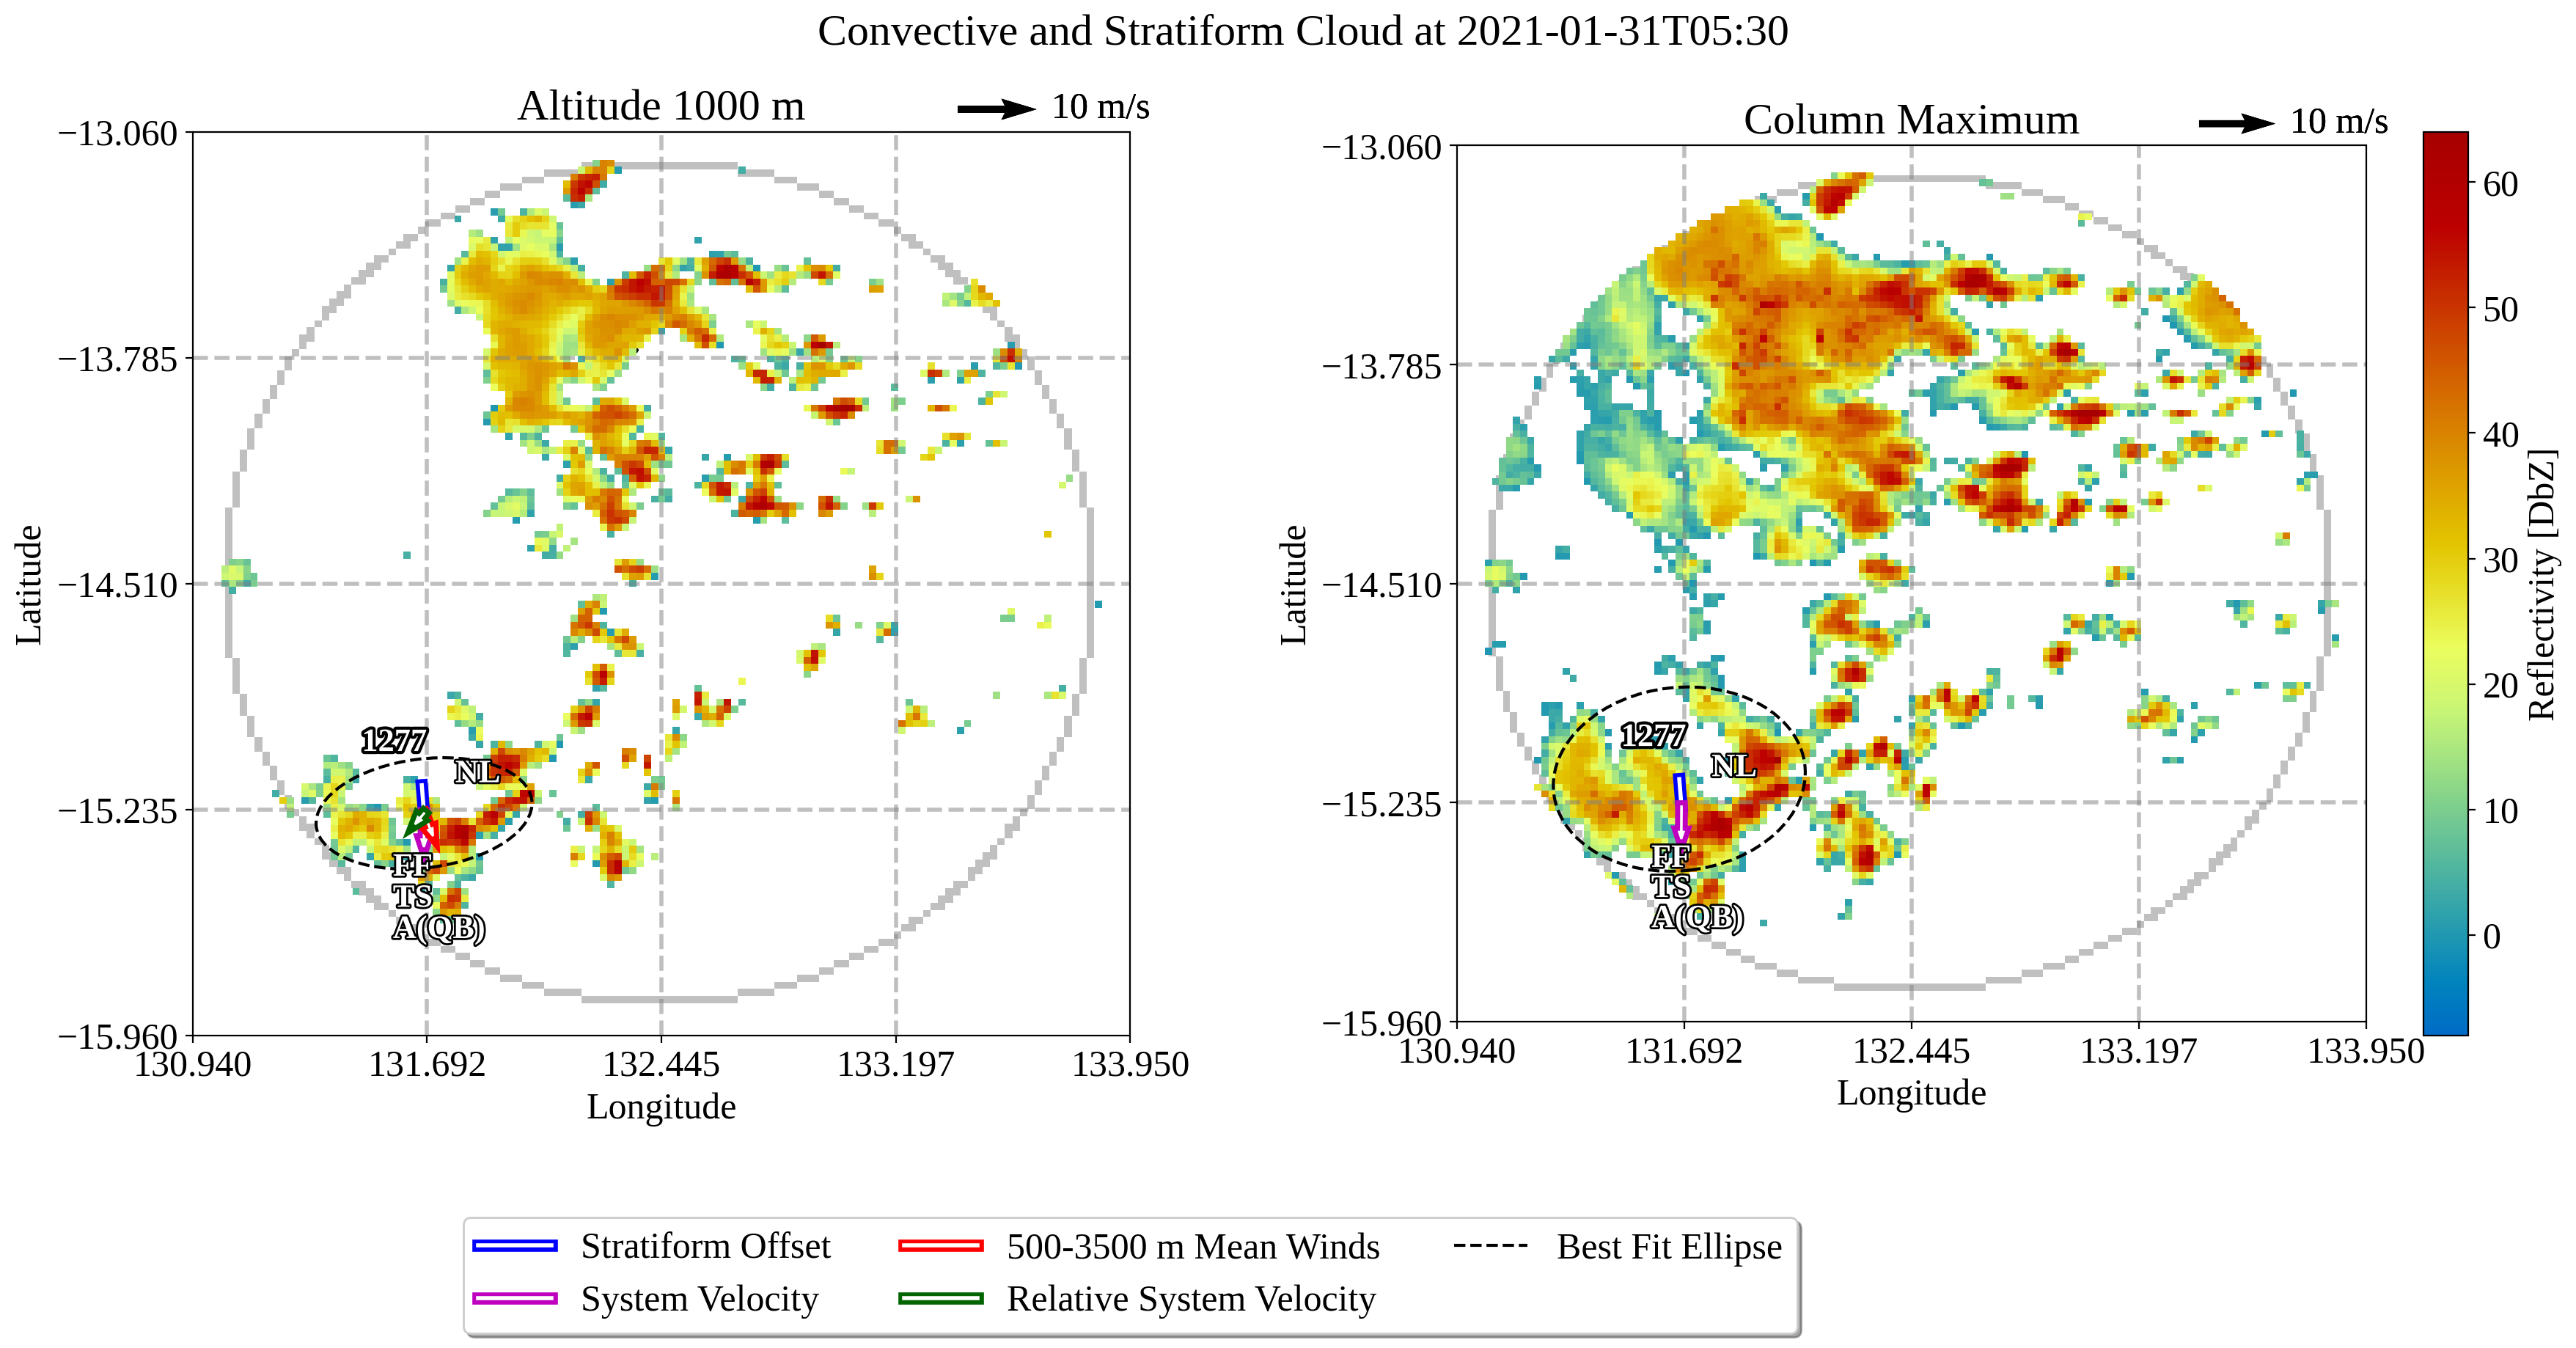 Convective and Stratiform Cloud at 2021-01-31T05:30
Altitude 1000 m
10 m/s
−13.060
−13.785
−14.510
−15.235
−15.960
Latitude
130.940
131.692
132.445
133.197
133.950
Longitude
1277
NL
FF
TS
A(QB)
Column Maximum
10 m/s
−13.060
−13.785
−14.510
−15.235
−15.960
Latitude
130.940
131.692
132.445
133.197
133.950
Longitude
1277
NL
FF
TS
A(QB)
60
50
40
30
20
10
0
Reflectivity [DbZ]
Stratiform Offset
System Velocity
500-3500 m Mean Winds
Relative System Velocity
Best Fit Ellipse